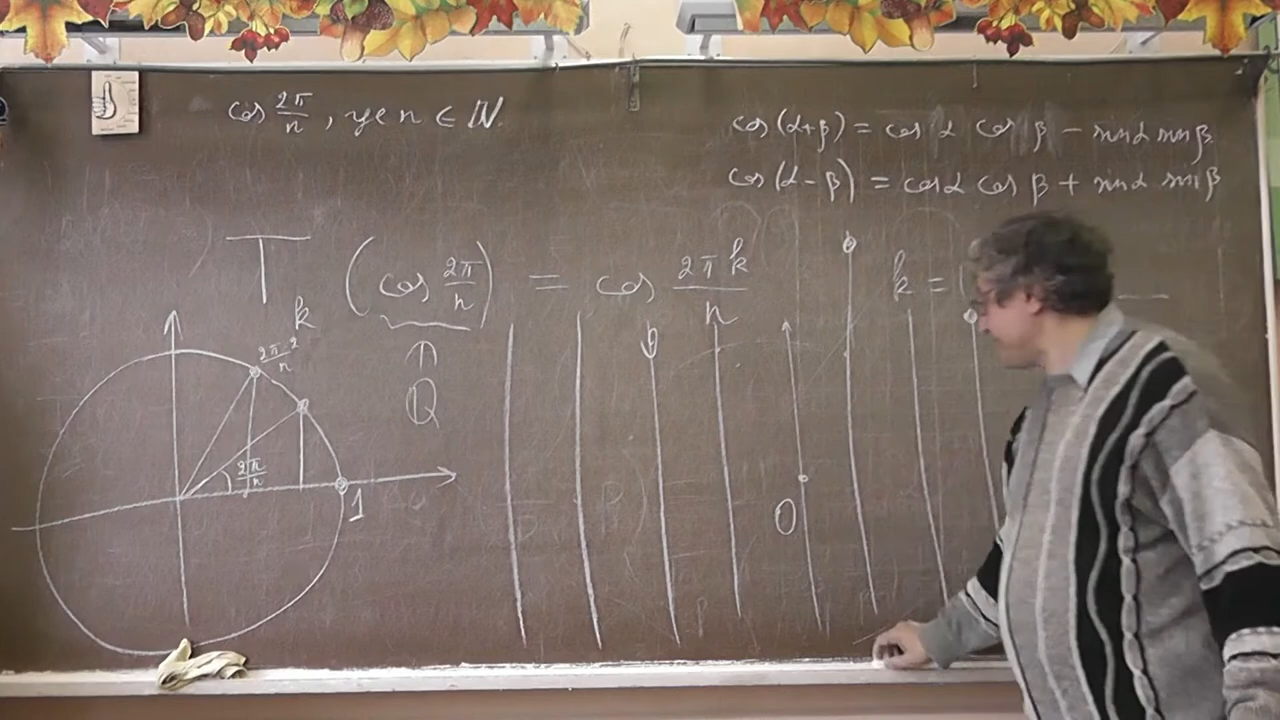 cos 2π/n, где n ∈ ℕ.
cos(α+β) = cos α cos β − sin α sin β
cos(α−β) = cos α cos β + sin α sin β
T (cos 2π/n) = cos 2πk/n
k =
k
2π/n · 2
Q
2π/n
1
0